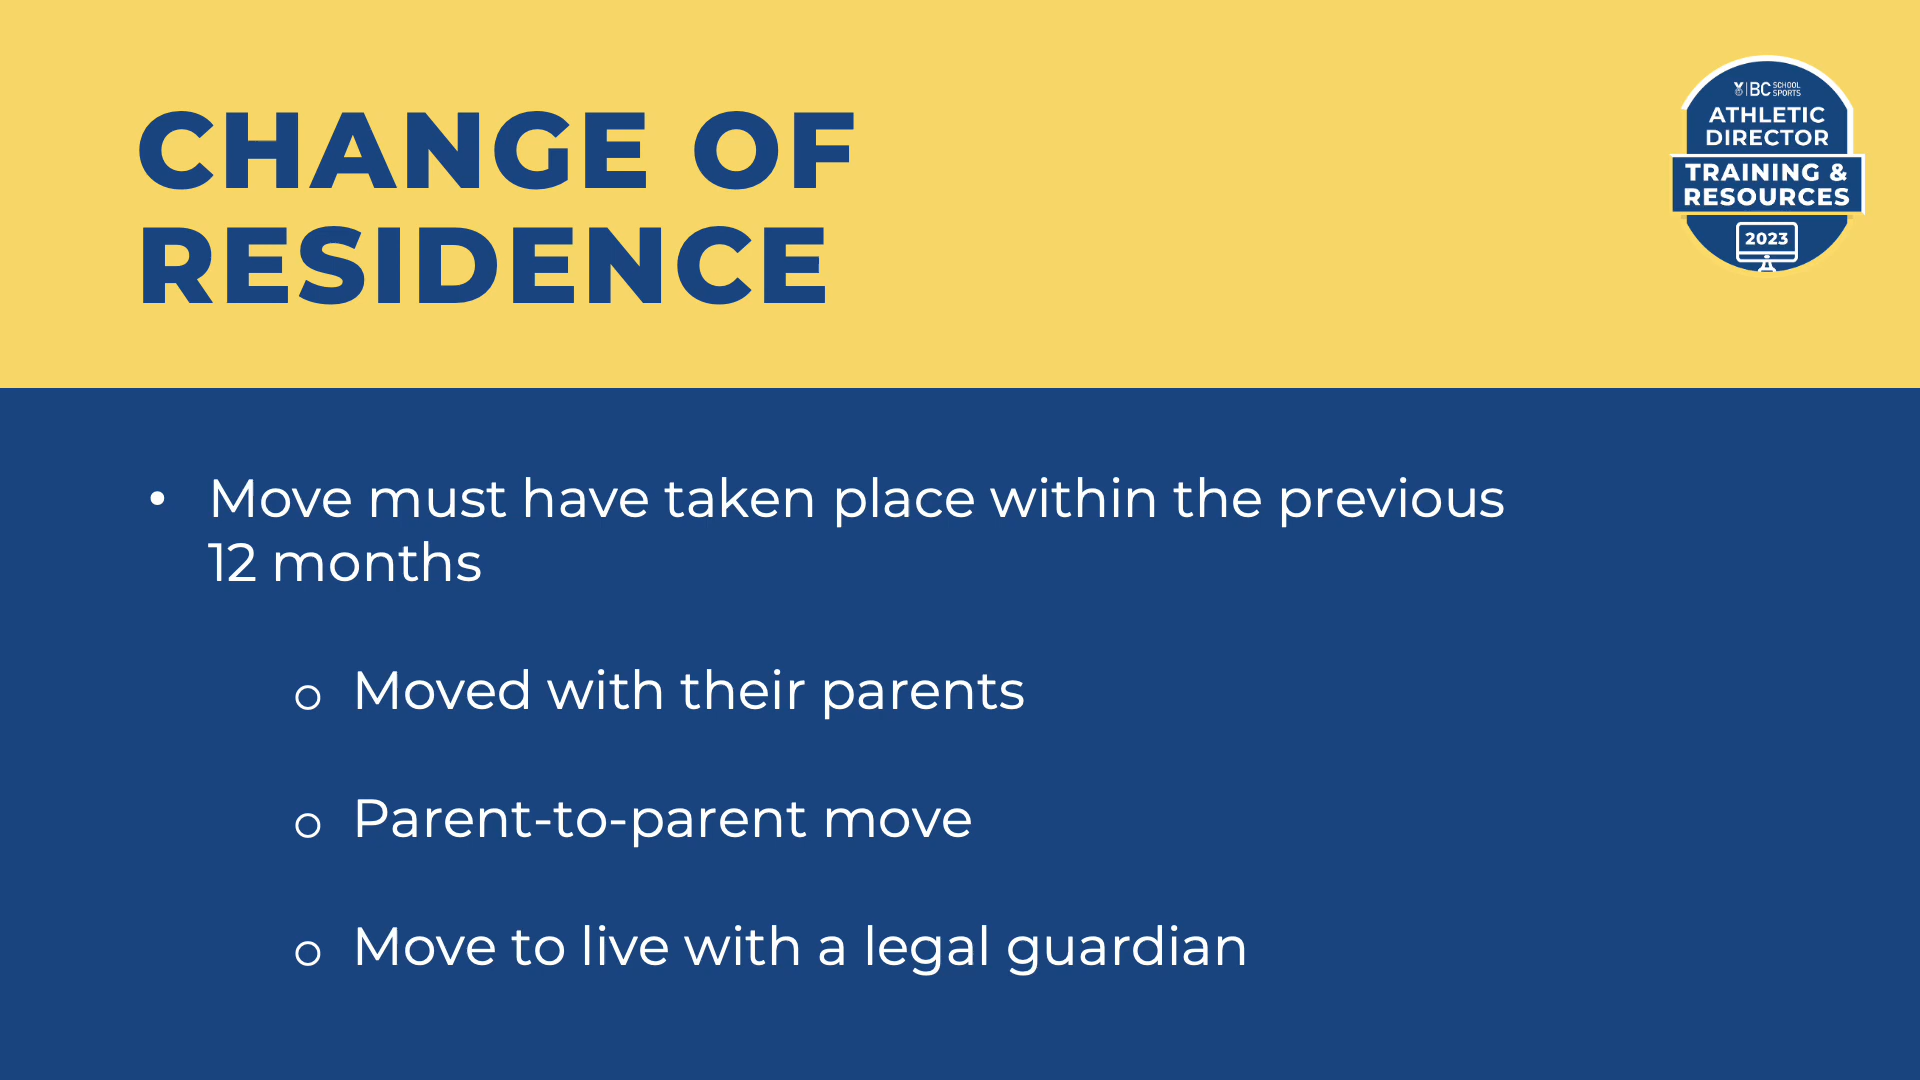 CHANGE OF
RESIDENCE
BC SCHOOL SPORTS
ATHLETIC
DIRECTOR
TRAINING &
RESOURCES
2023
• Move must have taken place within the previous
12 months
o Moved with their parents
o Parent-to-parent move
o Move to live with a legal guardian